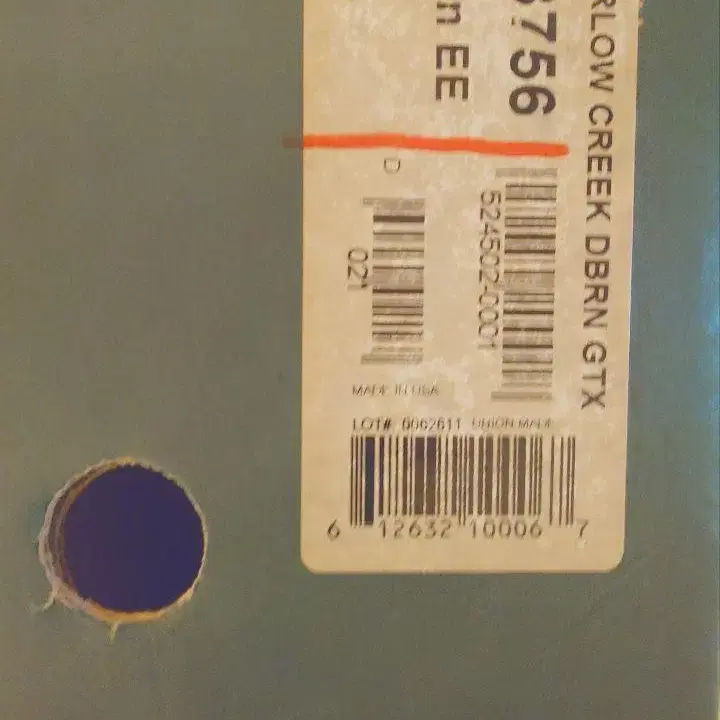 RLOW CREEK DBRN GTX
3756
n EE
524502-0001
D
021
MADE IN USA
LOT# 0062611 UNION MADE
6 12632 10006 7